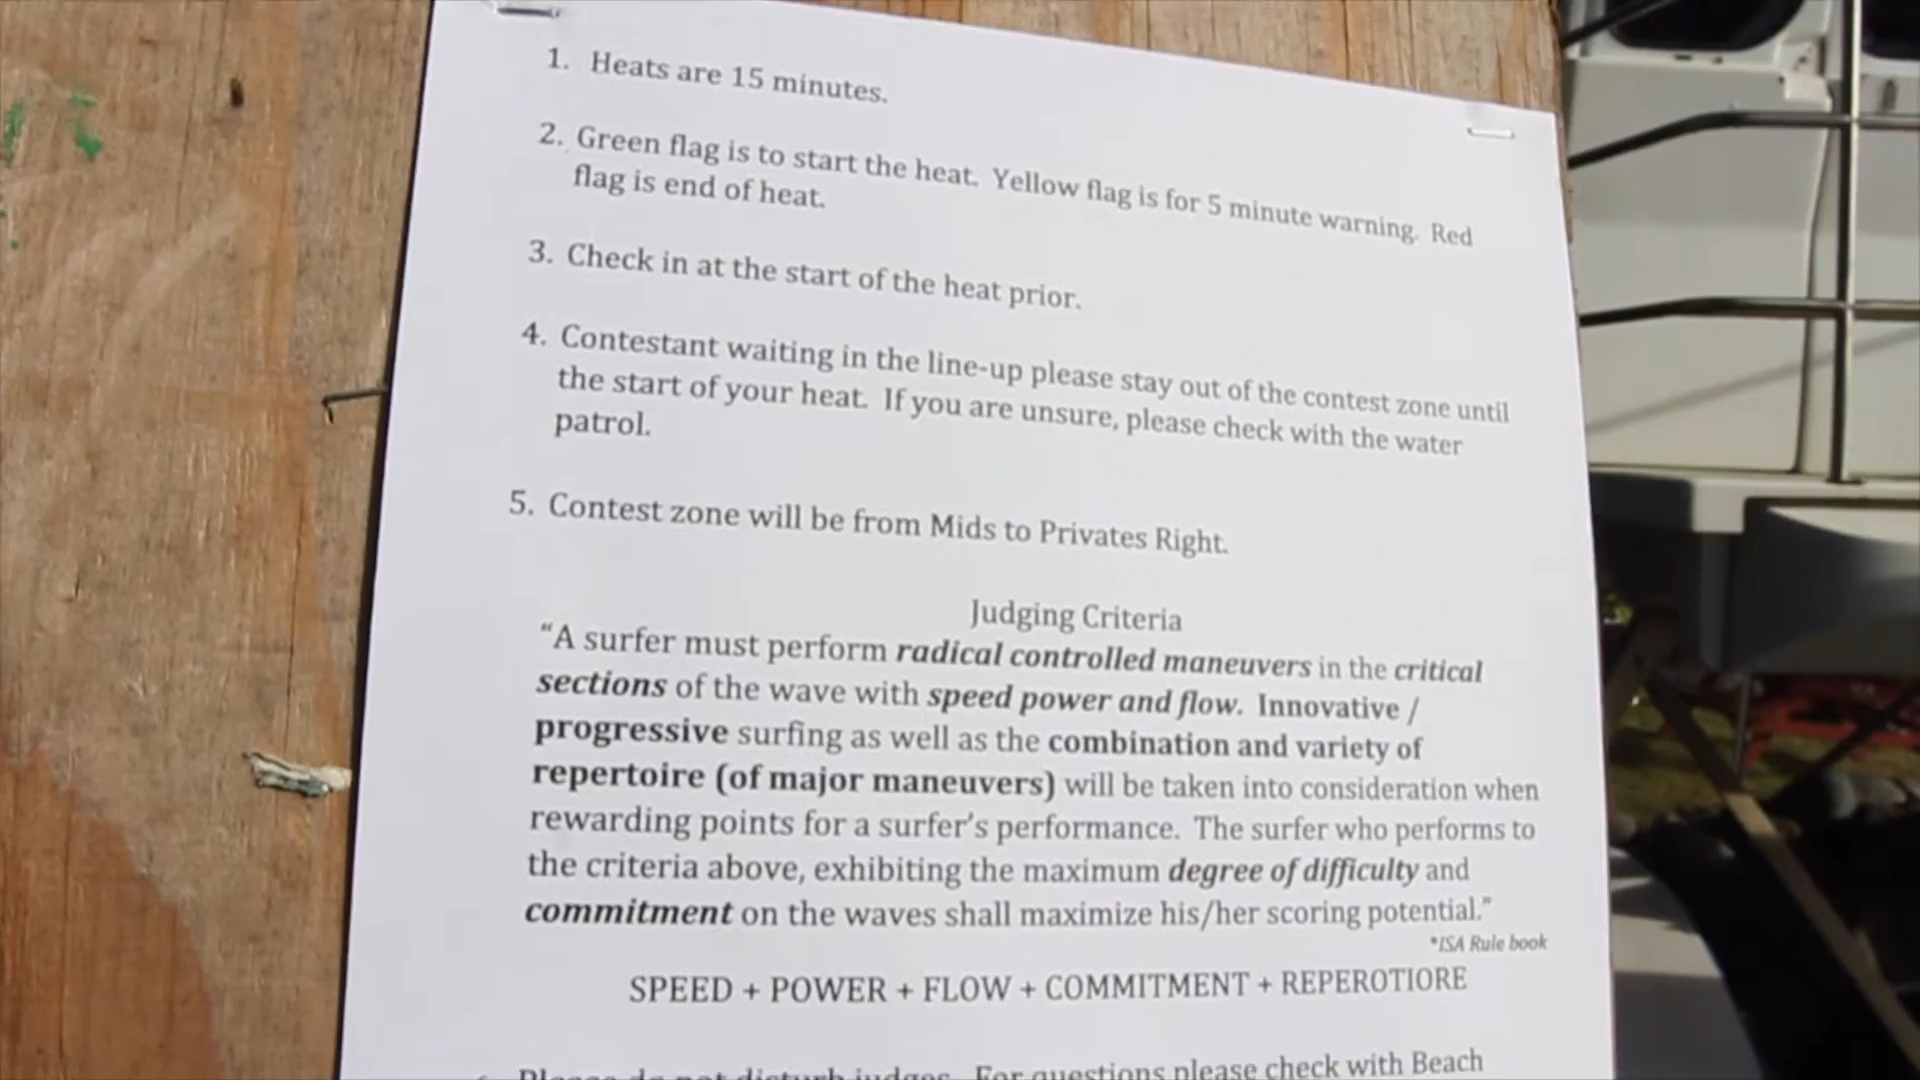 1. Heats are 15 minutes.
2. Green flag is to start the heat. Yellow flag is for 5 minute warning. Red
flag is end of heat.
3. Check in at the start of the heat prior.
4. Contestant waiting in the line-up please stay out of the contest zone until
the start of your heat. If you are unsure, please check with the water
patrol.
5. Contest zone will be from Mids to Privates Right.
Judging Criteria
“A surfer must perform radical controlled maneuvers in the critical
sections of the wave with speed power and flow. Innovative /
progressive surfing as well as the combination and variety of
repertoire (of major maneuvers) will be taken into consideration when
rewarding points for a surfer’s performance. The surfer who performs to
the criteria above, exhibiting the maximum degree of difficulty and
commitment on the waves shall maximize his/her scoring potential.”
*ISA Rule book
SPEED + POWER + FLOW + COMMITMENT + REPEROTIORE
Please do not disturb judges. For questions please check with Beach